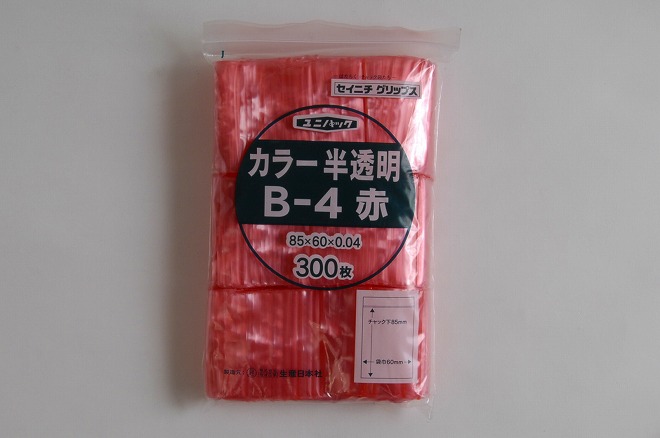 セイニチ グリップス
ユニパック
カラー半透明
B-4 赤
85×60×0.04
300枚
チャック下85mm
袋巾60mm
生産日本社